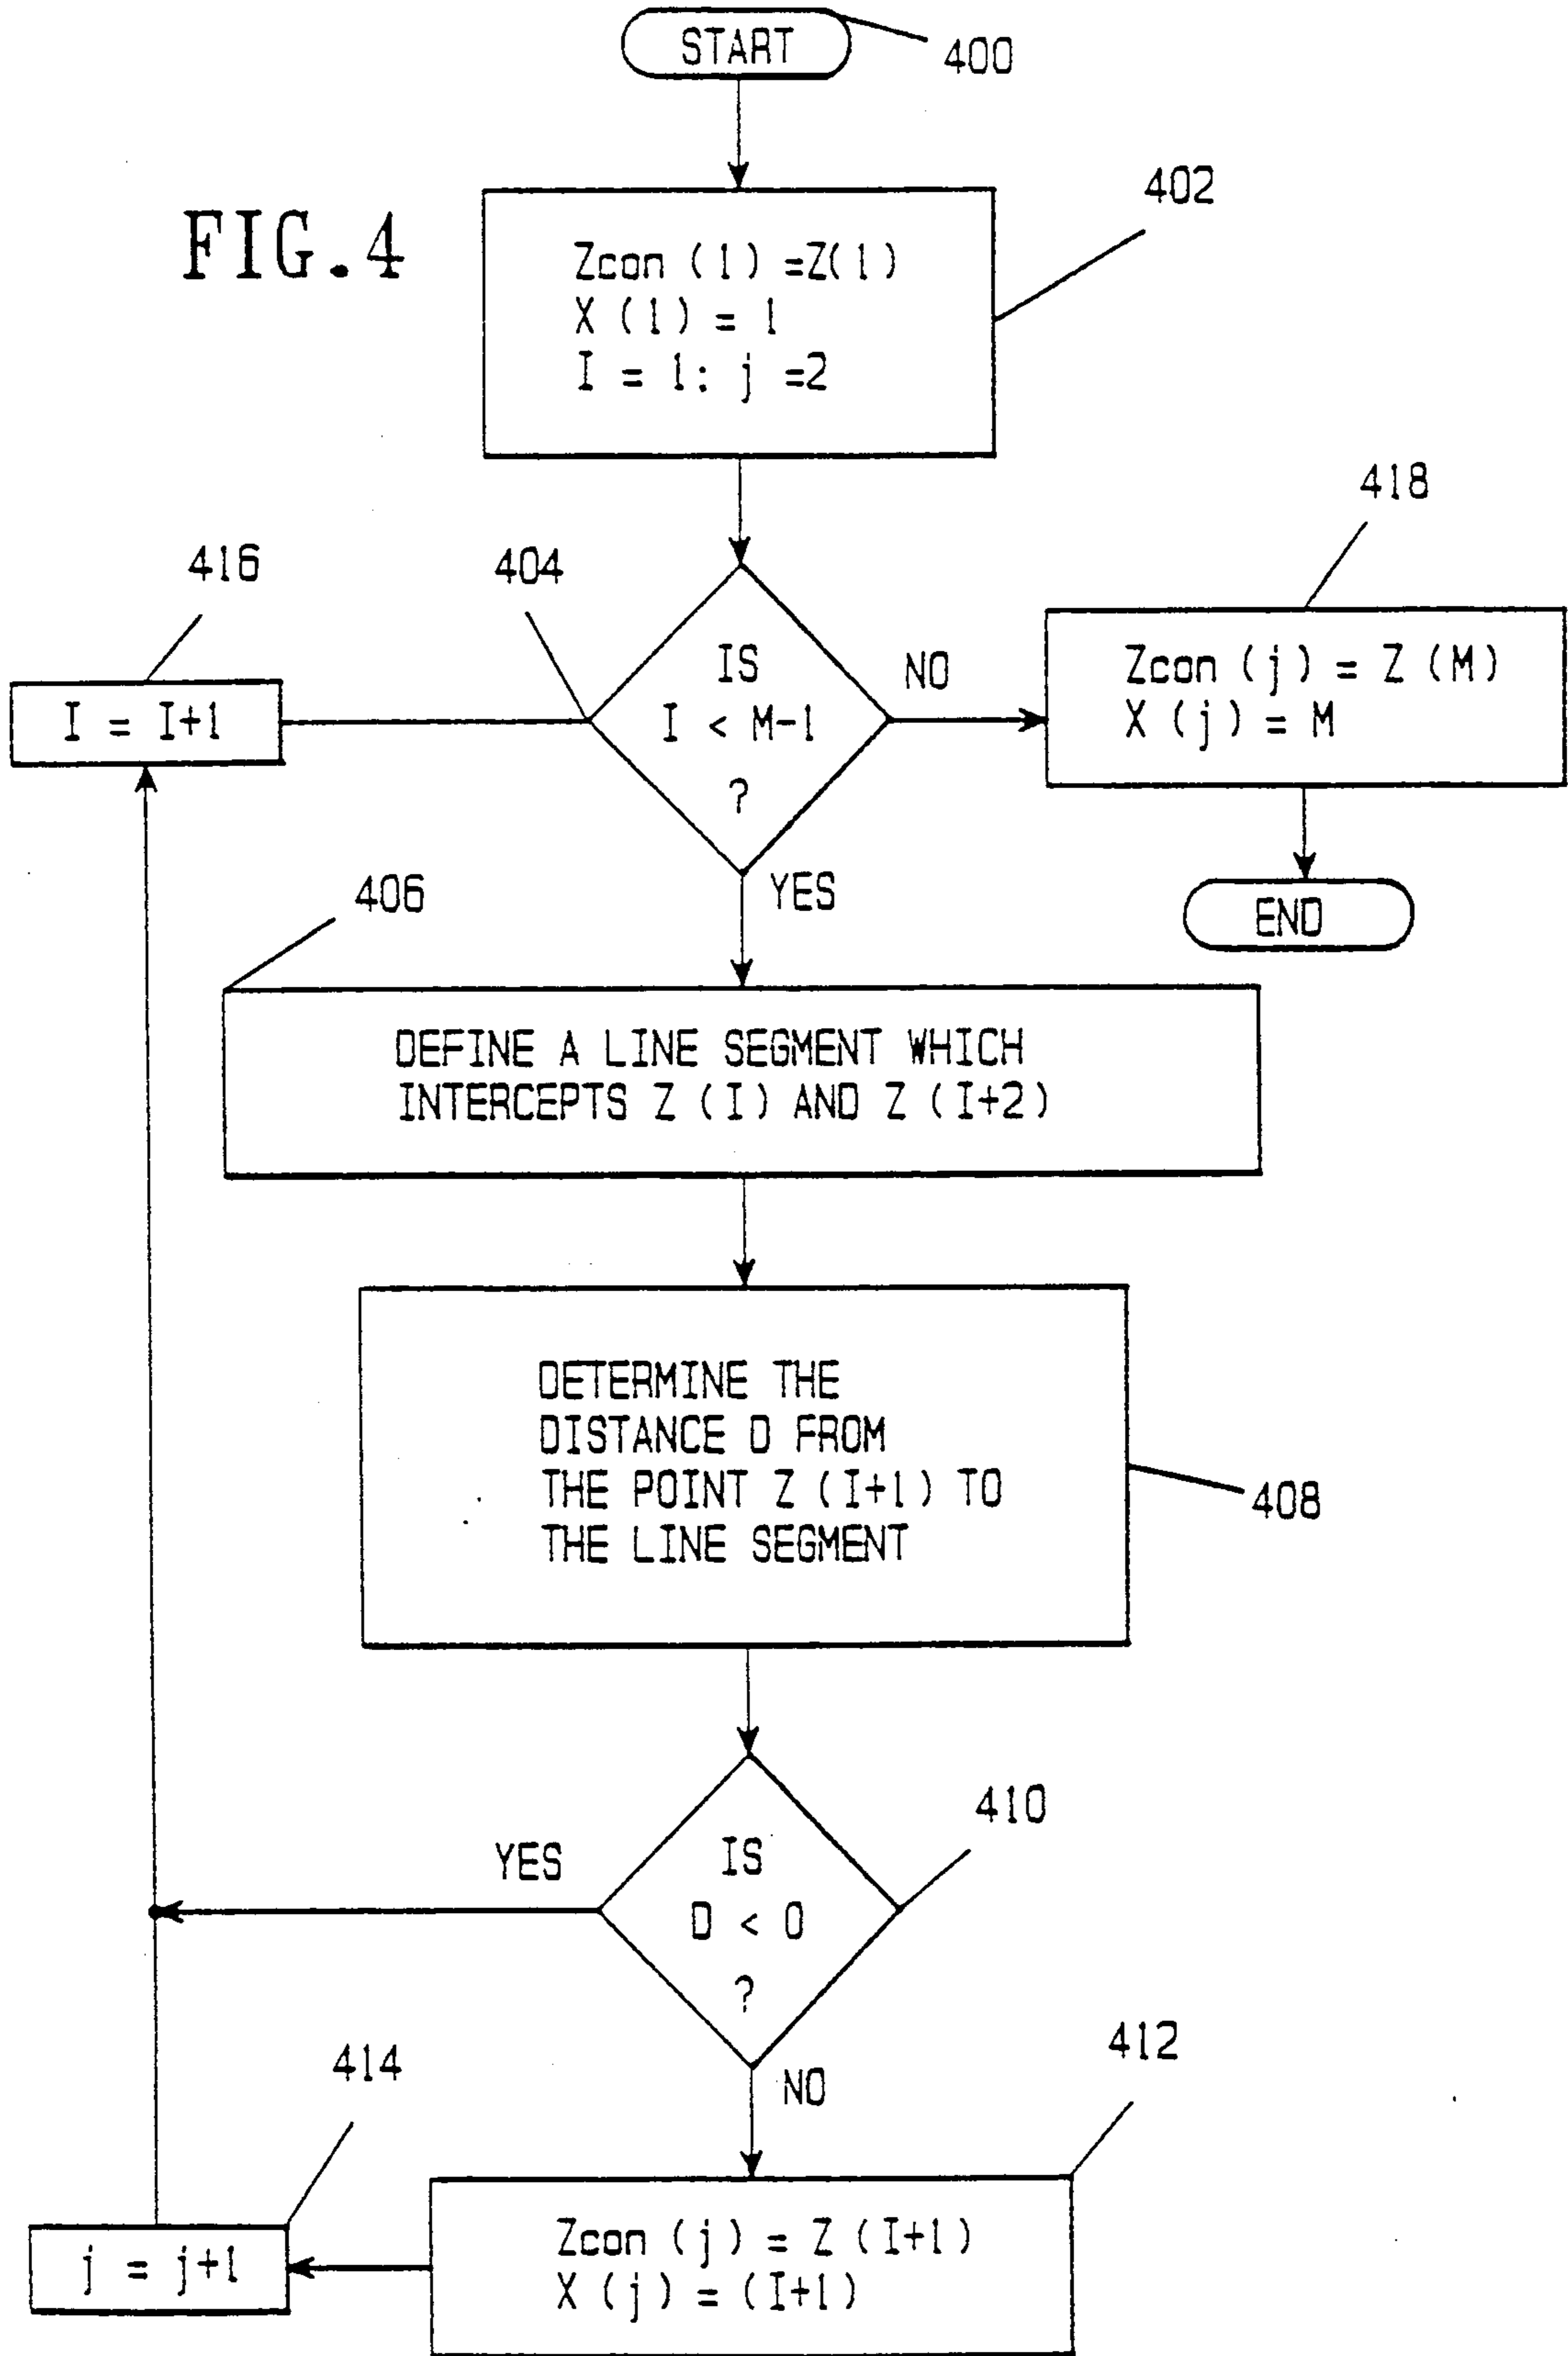 START
400
FIG. 4
402
Zcon (1) =Z(1)
X (1) = 1
I = 1: j =2
418
416
404
IS
I < M-1
?
NO
Zcon (j) = Z (M)
X (j) = M
I = I+1
YES
END
406
DEFINE A LINE SEGMENT WHICH
INTERCEPTS Z (I) AND Z (I+2)
DETERMINE THE
DISTANCE D FROM
THE POINT Z (I+1) TO
THE LINE SEGMENT
408
410
YES
IS
D < 0
?
NO
412
414
Zcon (j) = Z (I+1)
X (j) = (I+1)
j = j+1